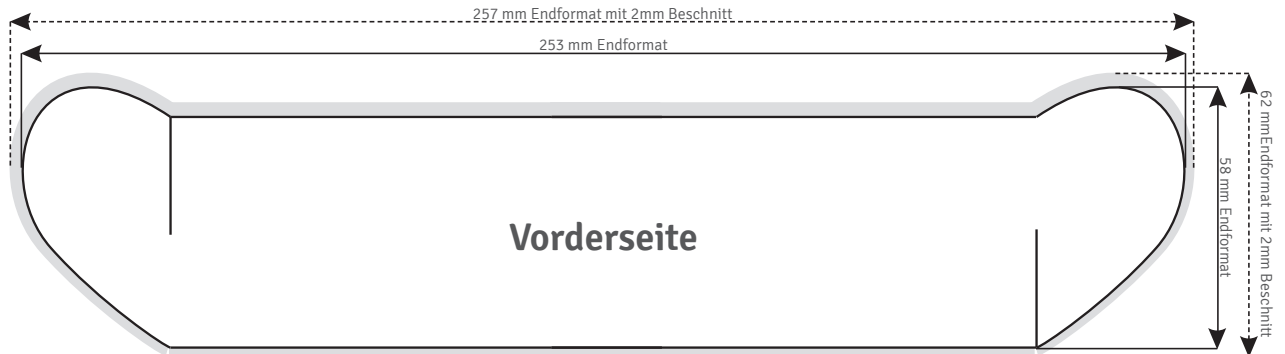 257 mm Endformat mit 2mm Beschnitt
253 mm Endformat
62 mmEndformat mit 2mm Beschnitt
58 mm Endformat
Vorderseite